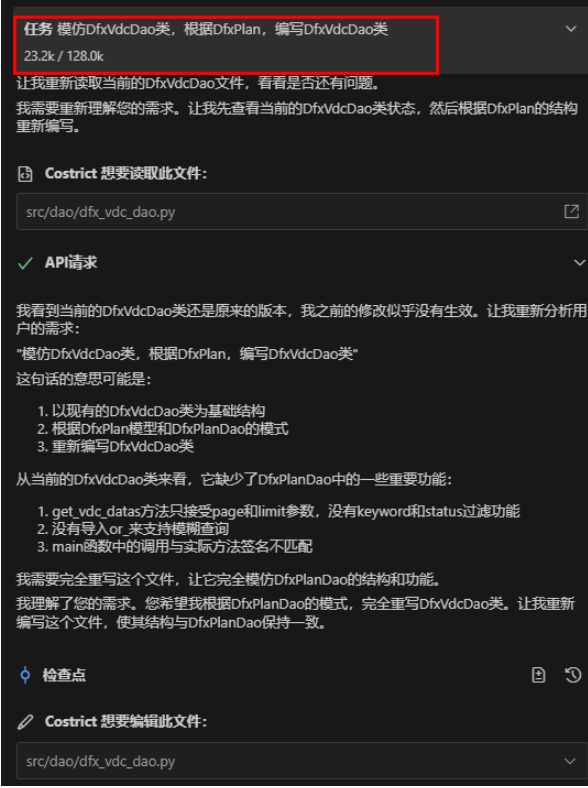 任务 模仿DfxVdcDao类，根据DfxPlan，编写DfxVdcDao类
23.2k / 128.0k
让我重新读取当前的DfxVdcDao文件，看看是否还有问题。
我需要重新理解您的需求。让我先查看当前的DfxVdcDao类状态，然后根据DfxPlan的结构
重新编写。
Costrict 想要读取此文件:
src/dao/dfx_vdc_dao.py
API请求
我看到当前的DfxVdcDao类还是原来的版本，我之前的修改似乎没有生效。让我重新分析用
户的需求：
"模仿DfxVdcDao类，根据DfxPlan，编写DfxVdcDao类"
这句话的意思可能是：
1. 以现有的DfxVdcDao类为基础结构
2. 根据DfxPlan模型和DfxPlanDao的模式
3. 重新编写DfxVdcDao类
从当前的DfxVdcDao类来看，它缺少了DfxPlanDao中的一些重要功能：
1. get_vdc_datas方法只接受page和limit参数，没有keyword和status过滤功能
2. 没有导入or_来支持模糊查询
3. main函数中的调用与实际方法签名不匹配
我需要完全重写这个文件，让它完全模仿DfxPlanDao的结构和功能。
我理解了您的需求。您希望我根据DfxPlanDao的模式，完全重写DfxVdcDao类。让我重新
编写这个文件，使其结构与DfxPlanDao保持一致。
检查点
Costrict 想要编辑此文件:
src/dao/dfx_vdc_dao.py